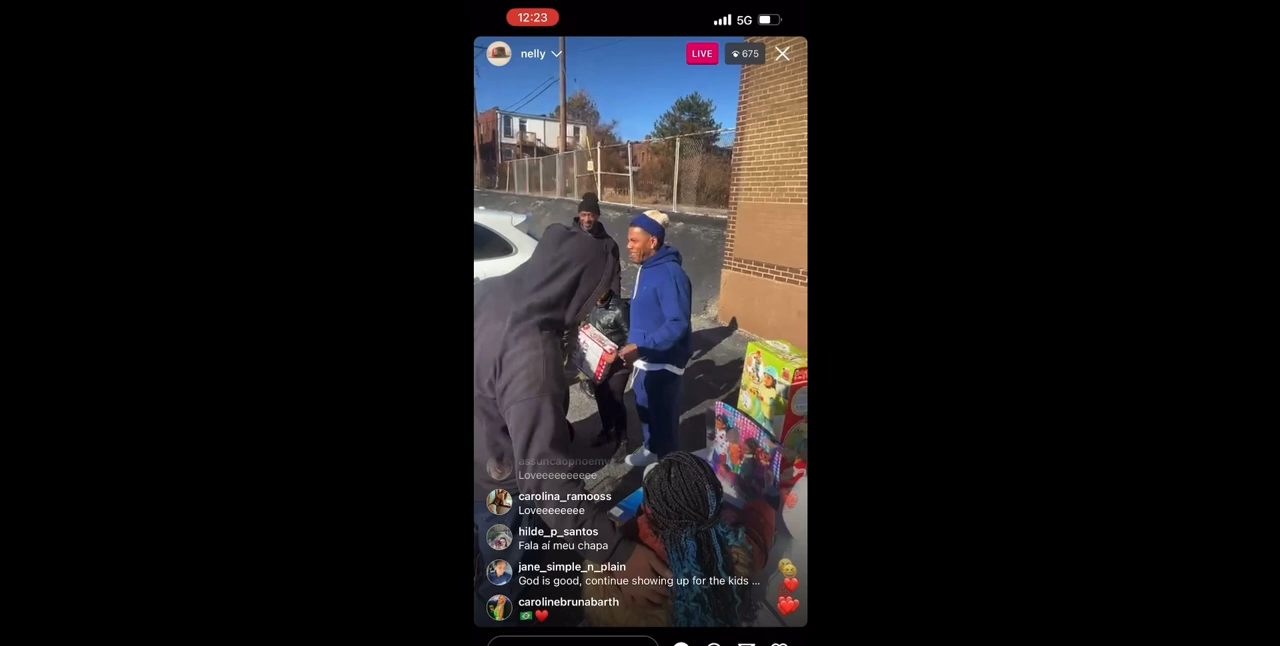 12:23
5G
nelly
LIVE
675
Loveeeeeeeeee
carolina_ramooss
Loveeeeeeee
hilde_p_santos
Fala aí meu chapa
jane_simple_n_plain
God is good, continue showing up for the kids ...
carolinebrunabarth